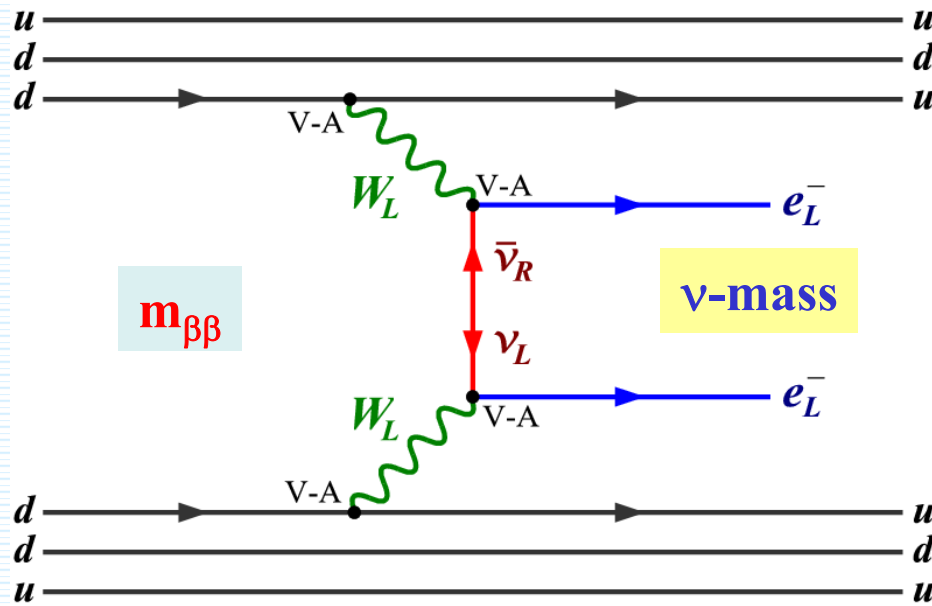 u u
d d
d u
V-A
W_L V-A e_L^-
ν̄_R
m_ββ ν-mass
ν_L
W_L e_L^-
V-A
V-A
d u
d d
u u